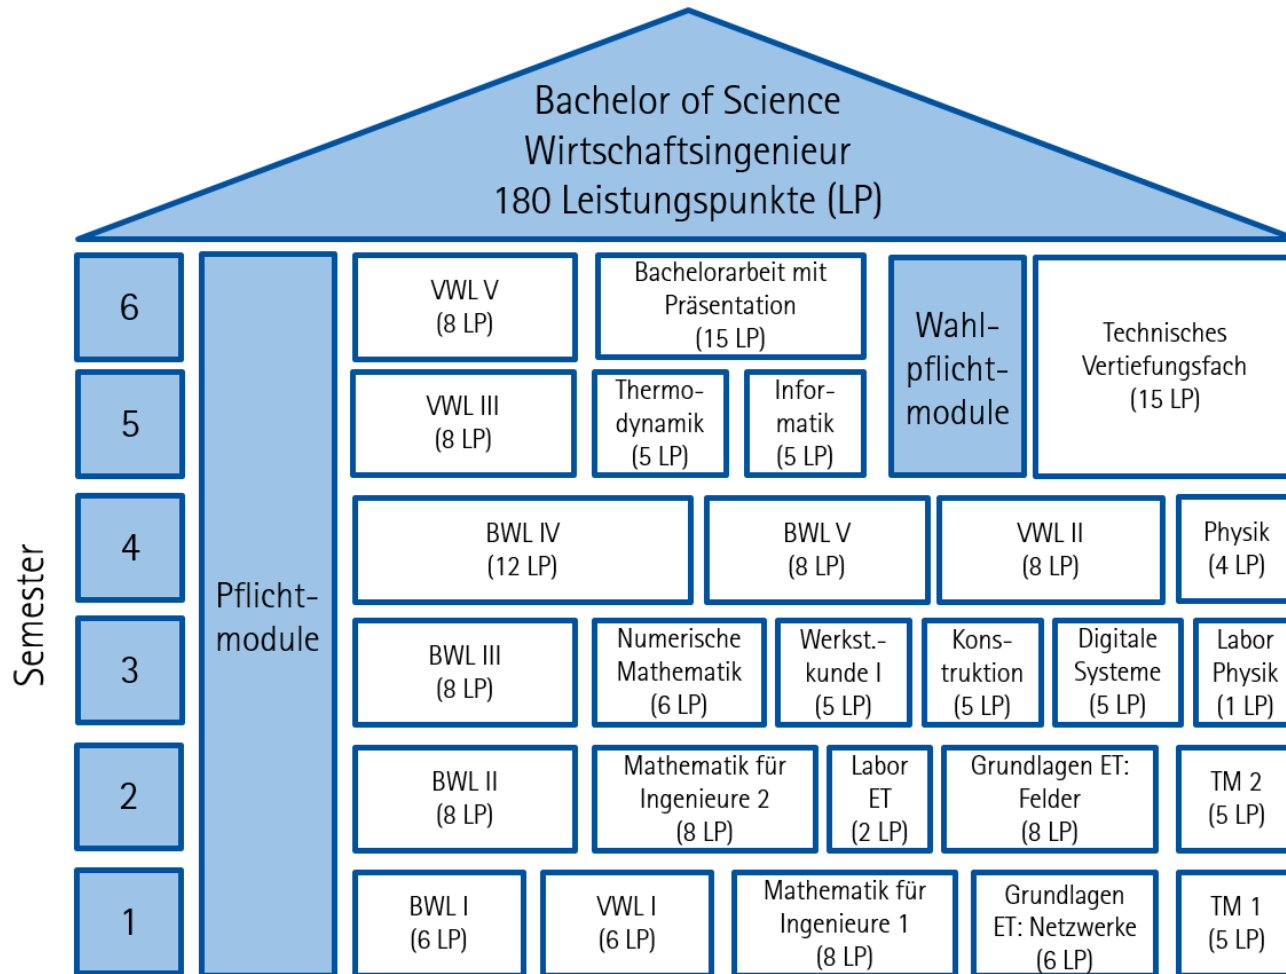 Bachelor of Science
Wirtschaftsingenieur
180 Leistungspunkte (LP)
Semester
6
VWL V
(8 LP)
Bachelorarbeit mit
Präsentation
(15 LP)
Wahl-
pflicht-
module
Technisches
Vertiefungsfach
(15 LP)
5
VWL III
(8 LP)
Thermo-
dynamik
(5 LP)
Infor-
matik
(5 LP)
4
Pflicht-
module
BWL IV
(12 LP)
BWL V
(8 LP)
VWL II
(8 LP)
Physik
(4 LP)
3
BWL III
(8 LP)
Numerische
Mathematik
(6 LP)
Werkst.-
kunde I
(5 LP)
Kons-
truktion
(5 LP)
Digitale
Systeme
(5 LP)
Labor
Physik
(1 LP)
2
BWL II
(8 LP)
Mathematik für
Ingenieure 2
(8 LP)
Labor
ET
(2 LP)
Grundlagen ET:
Felder
(8 LP)
TM 2
(5 LP)
1
BWL I
(6 LP)
VWL I
(6 LP)
Mathematik für
Ingenieure 1
(8 LP)
Grundlagen
ET: Netzwerke
(6 LP)
TM 1
(5 LP)